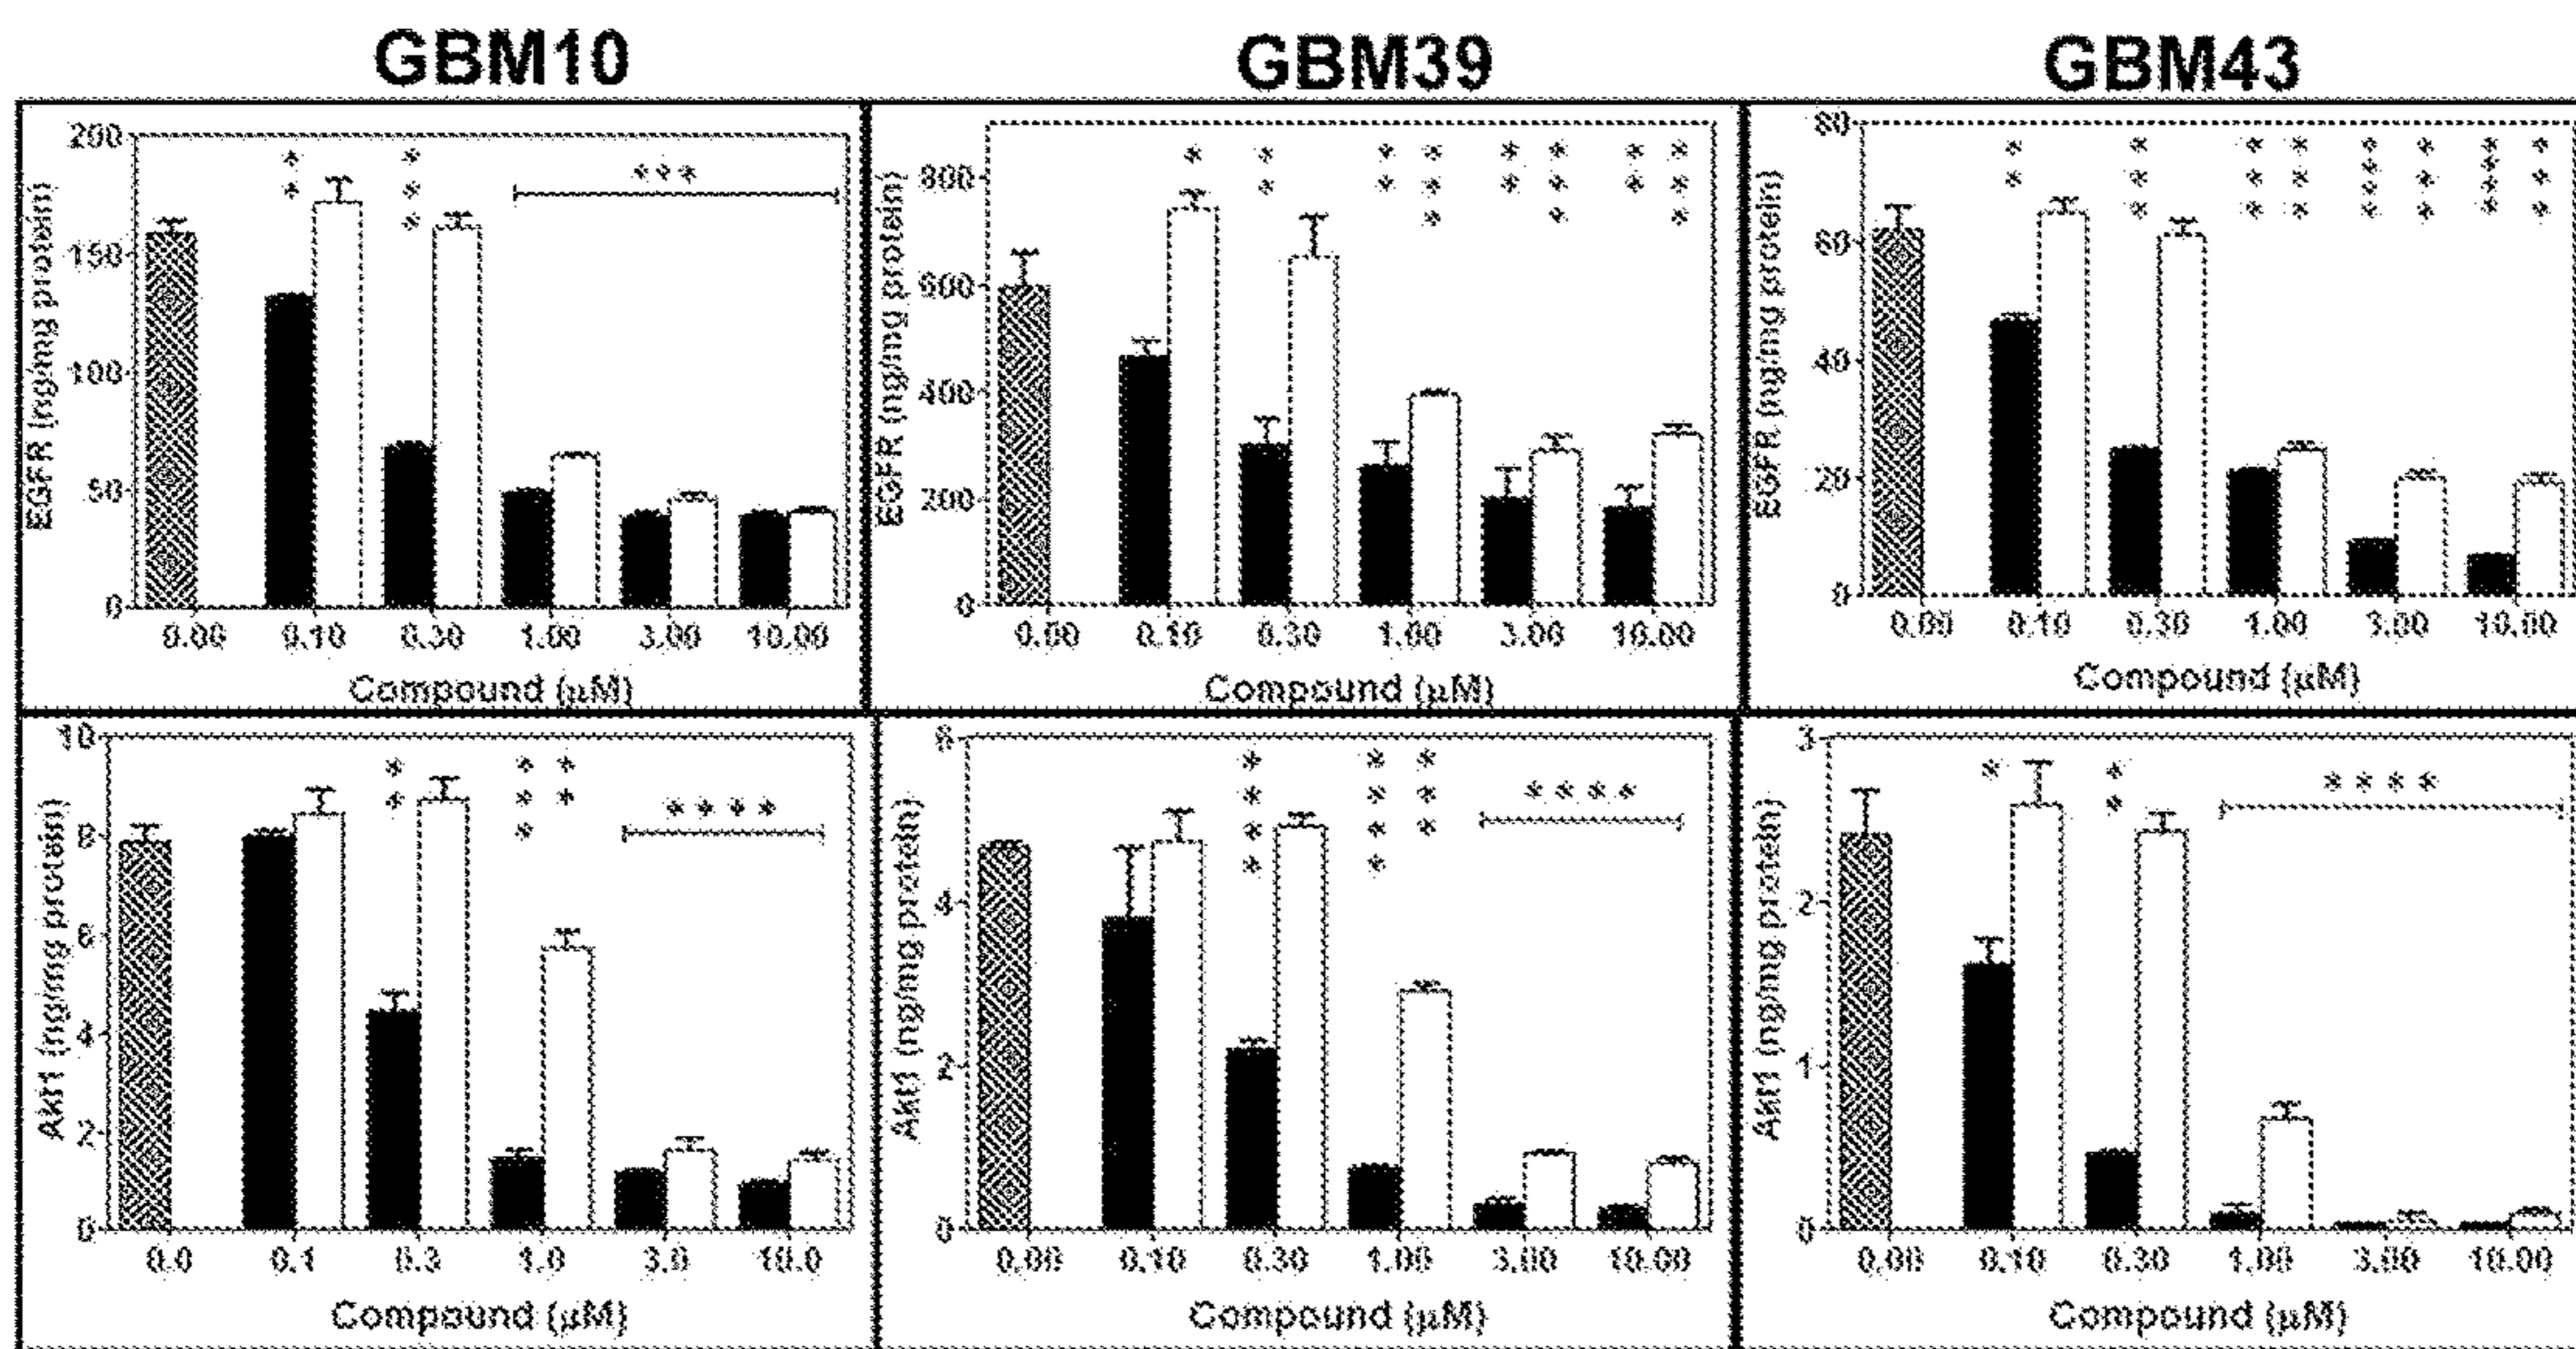 GBM10 GBM39 GBM43
EGFR (ng/mg protein)
200
150
100
50
0
** *** ***
0.00 0.10 0.30 1.00 3.00 10.00
Compound (μM)
EGFR (ng/mg protein)
800
600
400
200
0
* ** ** *** ** *** ** ***
0.00 0.10 0.30 1.00 3.00 10.00
Compound (μM)
EGFR (ng/mg protein)
80
60
40
20
0
0.00 0.10 0.30 1.00 3.00 10.00
Compound (μM)
Akt1 (ng/mg protein)
10
8
6
4
2
0
** *** ** ****
0.0 0.1 0.3 1.0 3.0 10.0
Compound (μM)
Akt1 (ng/mg protein)
6
4
2
0
**** **** *** ****
0.00 0.10 0.30 1.00 3.00 10.00
Compound (μM)
Akt1 (ng/mg protein)
3
2
1
0
* ** ****
0.00 0.10 0.30 1.00 3.00 10.00
Compound (μM)